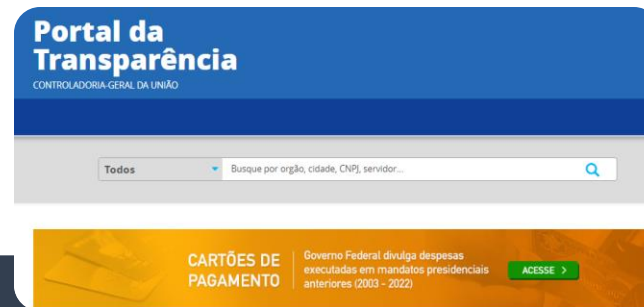 Portal da
Transparência
CONTROLADORIA-GERAL DA UNIÃO
Todos
Busque por orgão, cidade, CNPJ, servidor...
CARTÕES DE
PAGAMENTO
Governo Federal divulga despesas
executadas em mandatos presidenciais
anteriores (2003 - 2022)
ACESSE >